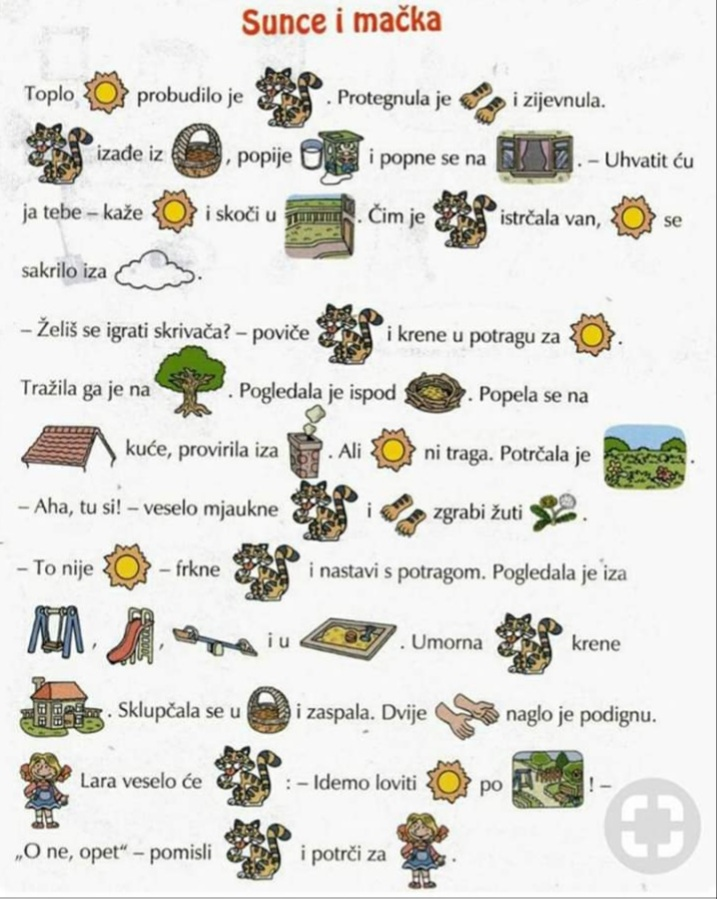 Sunce i mačka
Toplo probudilo je . Protegnula je i zijevnula.
izađe iz , popije i popne se na . – Uhvatit ću
ja tebe – kaže i skoči u . Čim je istrčala van, se
sakrilo iza .
– Želiš se igrati skrivača? – poviče i krene u potragu za .
Tražila ga je na . Pogledala je ispod . Popela se na
kuće, provirila iza . Ali ni traga. Potrčala je .
– Aha, tu si! – veselo mjaukne i zgrabi žuti .
– To nije – frkne i nastavi s potragom. Pogledala je iza
, , i u . Umorna krene
. Sklupčala se u i zaspala. Dvije naglo je podignu.
Lara veselo će : – Idemo loviti po ! –
„O ne, opet“ – pomisli i potrči za .